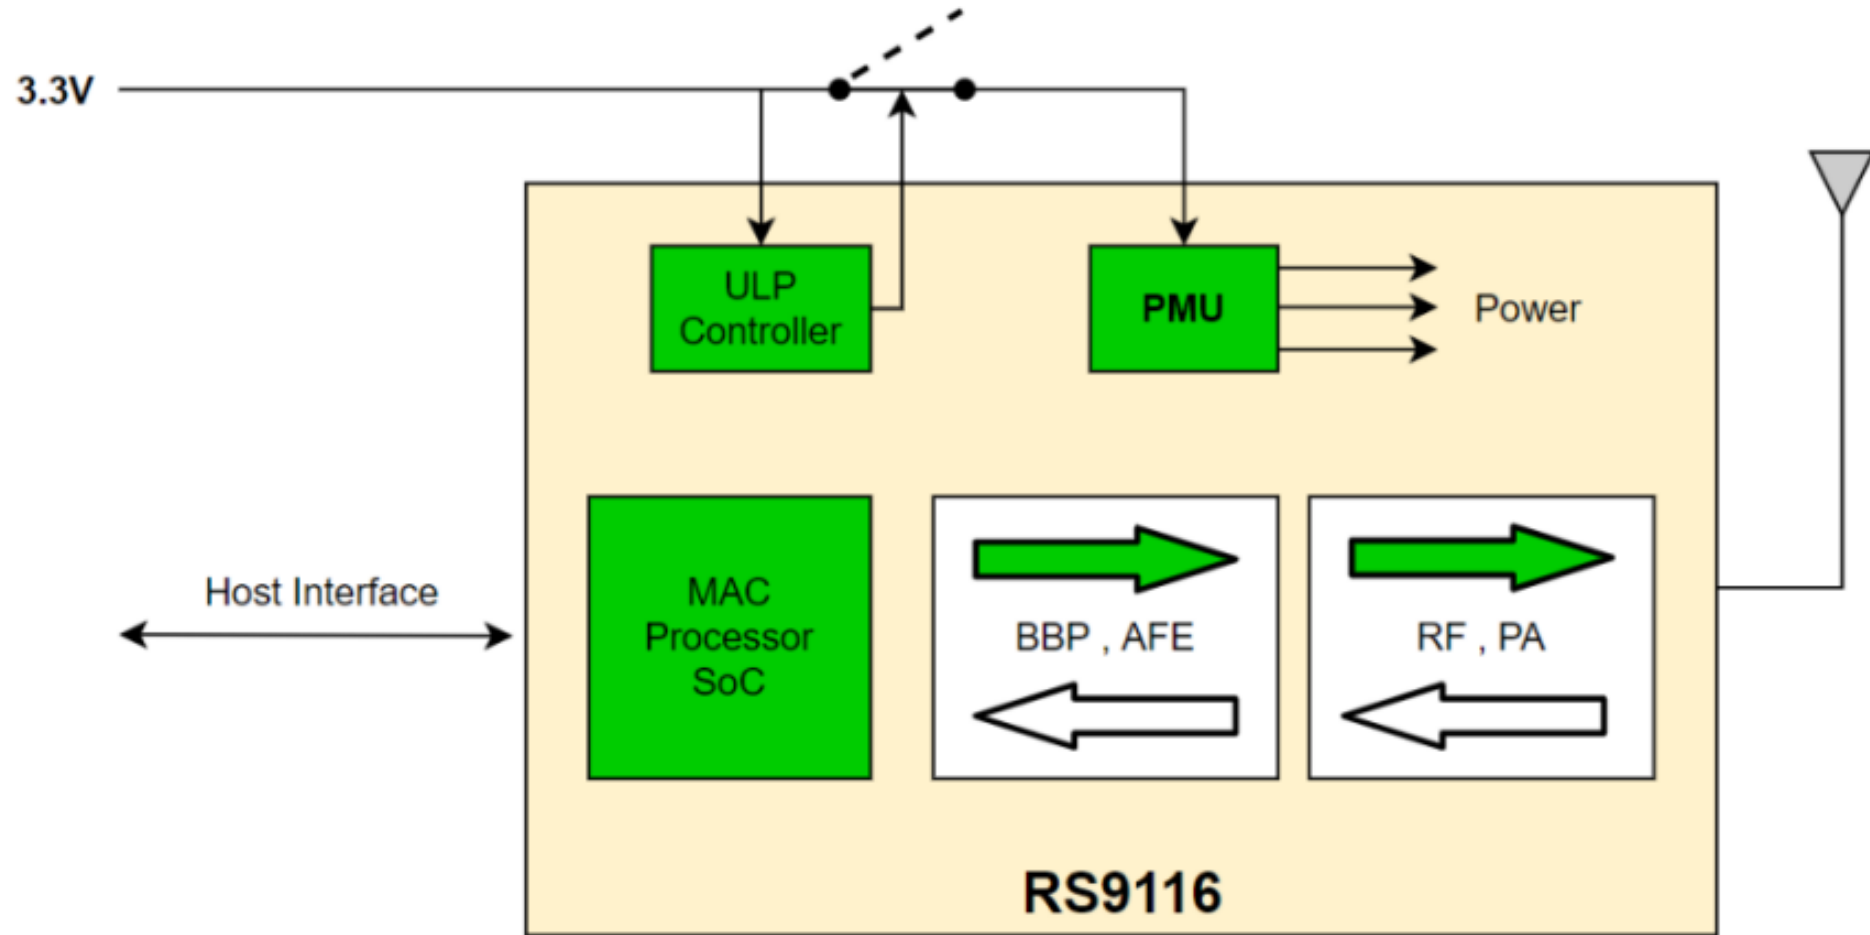 3.3V
ULP
Controller
PMU
Power
Host Interface
MAC
Processor
SoC
BBP , AFE
RF , PA
RS9116